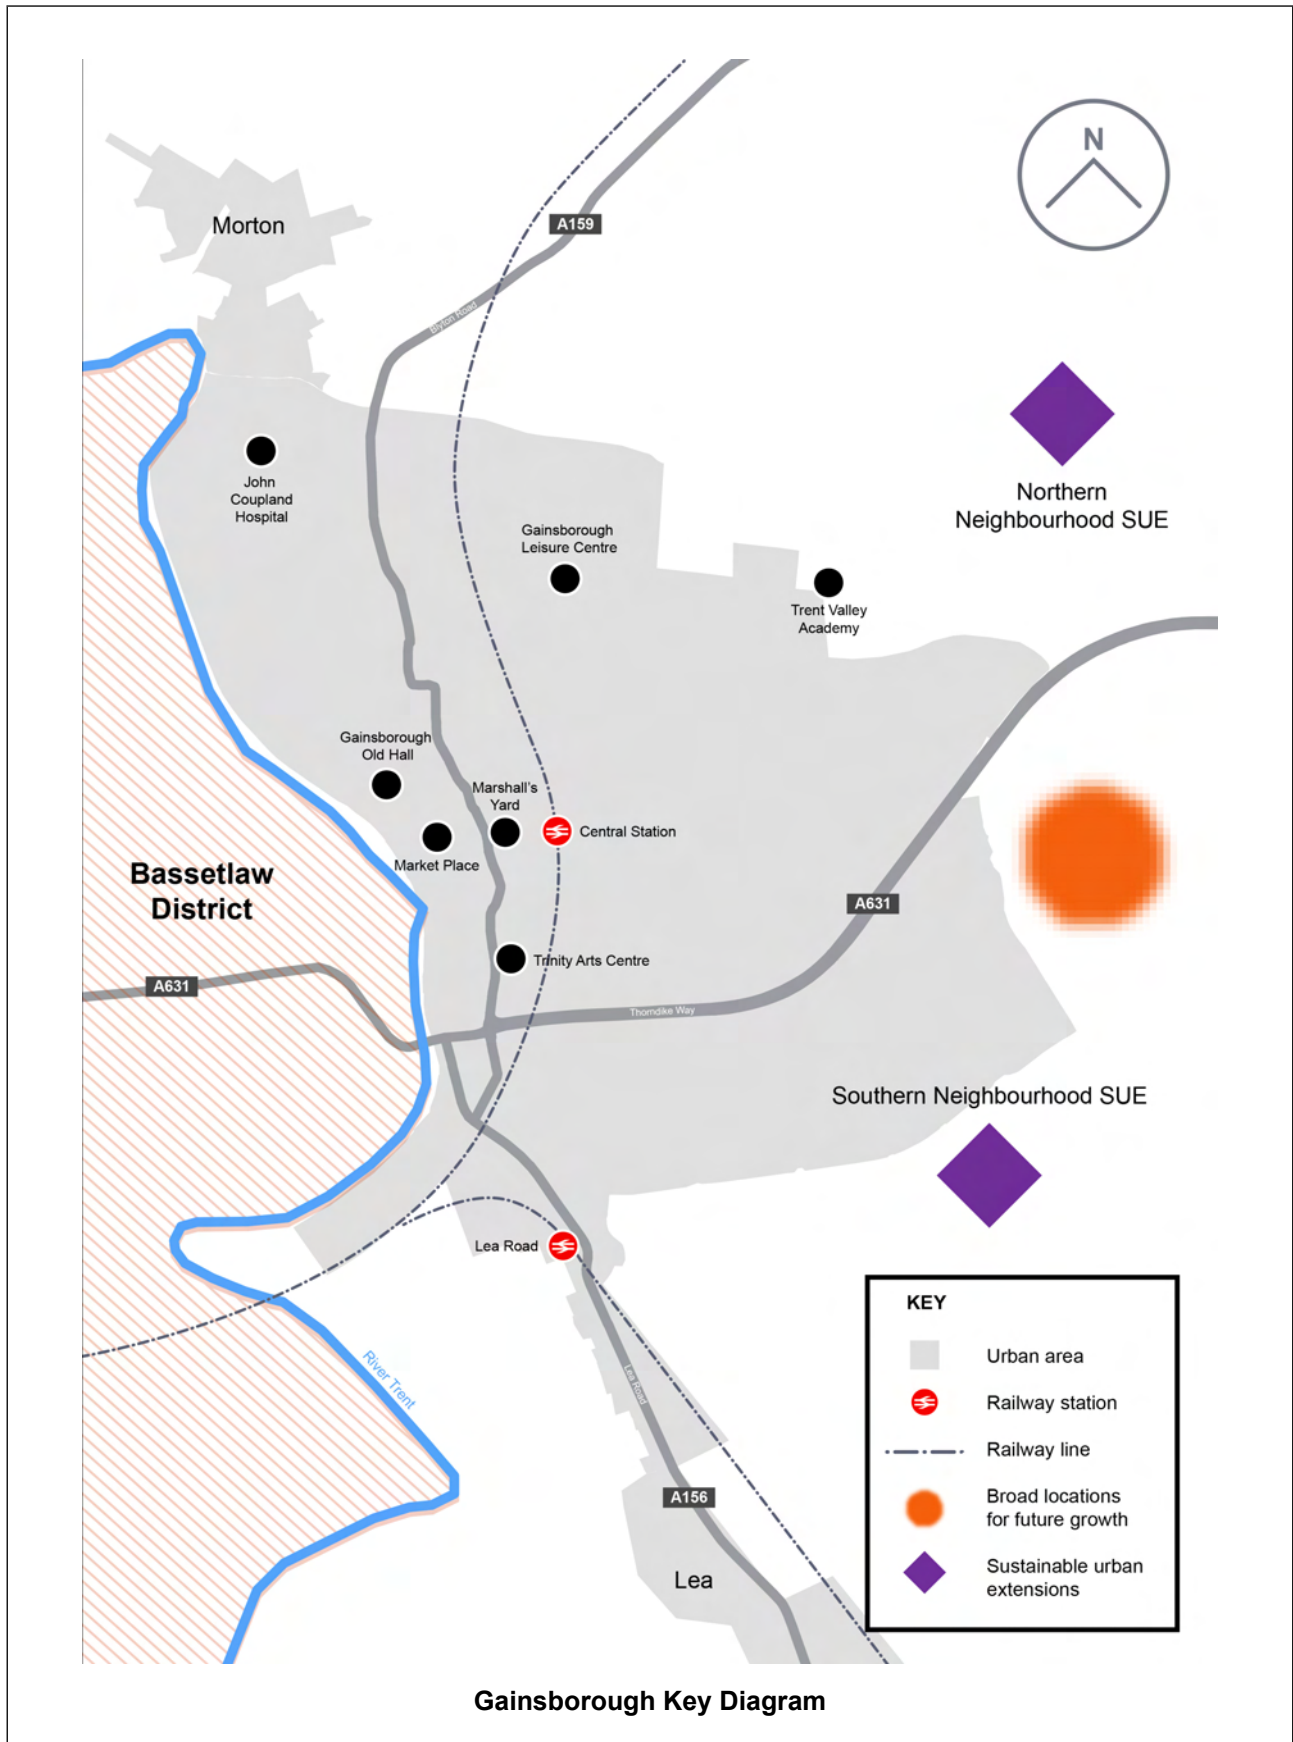 N
Morton
A159
Blyton Road
John
Coupland
Hospital
Northern
Neighbourhood SUE
Gainsborough
Leisure Centre
Trent Valley
Academy
Gainsborough
Old Hall
Marshall's
Yard
Central Station
Market Place
Bassetlaw
District
A631
Trinity Arts Centre
A631
Thorndike Way
Southern Neighbourhood SUE
Lea Road
River Trent
Lea Road
A156
Lea
KEY
Urban area
Railway station
Railway line
Broad locations
for future growth
Sustainable urban
extensions
Gainsborough Key Diagram